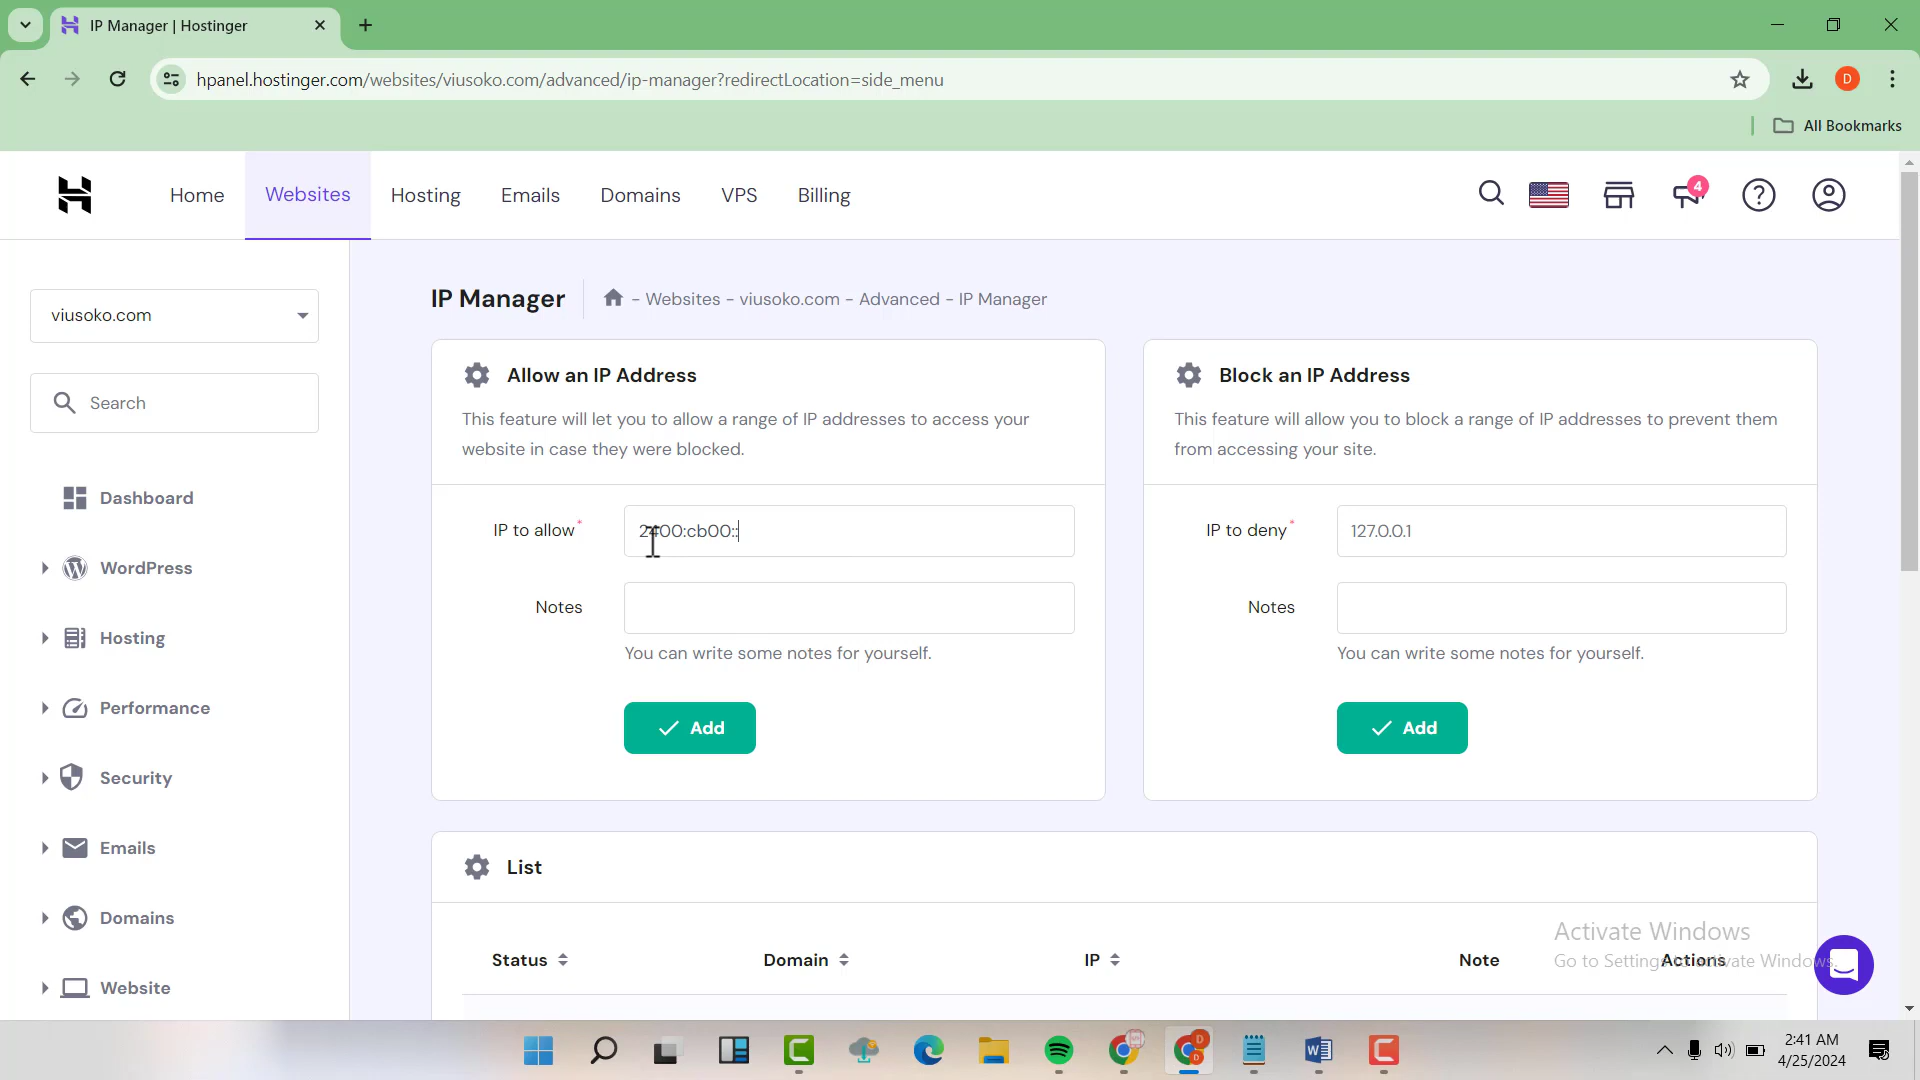 IP Manager | Hostinger
hpanel.hostinger.com/websites/viusoko.com/advanced/ip-manager?redirectLocation=side_menu
D
All Bookmarks
Home
Websites
Hosting
Emails
Domains
VPS
Billing
4
viusoko.com
Search
Dashboard
WordPress
Hosting
Performance
Security
Emails
Domains
Website
IP Manager
- Websites - viusoko.com - Advanced - IP Manager
Allow an IP Address
This feature will let you to allow a range of IP addresses to access your
website in case they were blocked.
IP to allow*
2400:cb00::
Notes
You can write some notes for yourself.
Add
Block an IP Address
This feature will allow you to block a range of IP addresses to prevent them
from accessing your site.
IP to deny*
127.0.0.1
Notes
You can write some notes for yourself.
Add
List
Status
Domain
IP
Note
Actions
Activate Windows
Go to Settings to activate Windows.
2:41 AM
4/25/2024